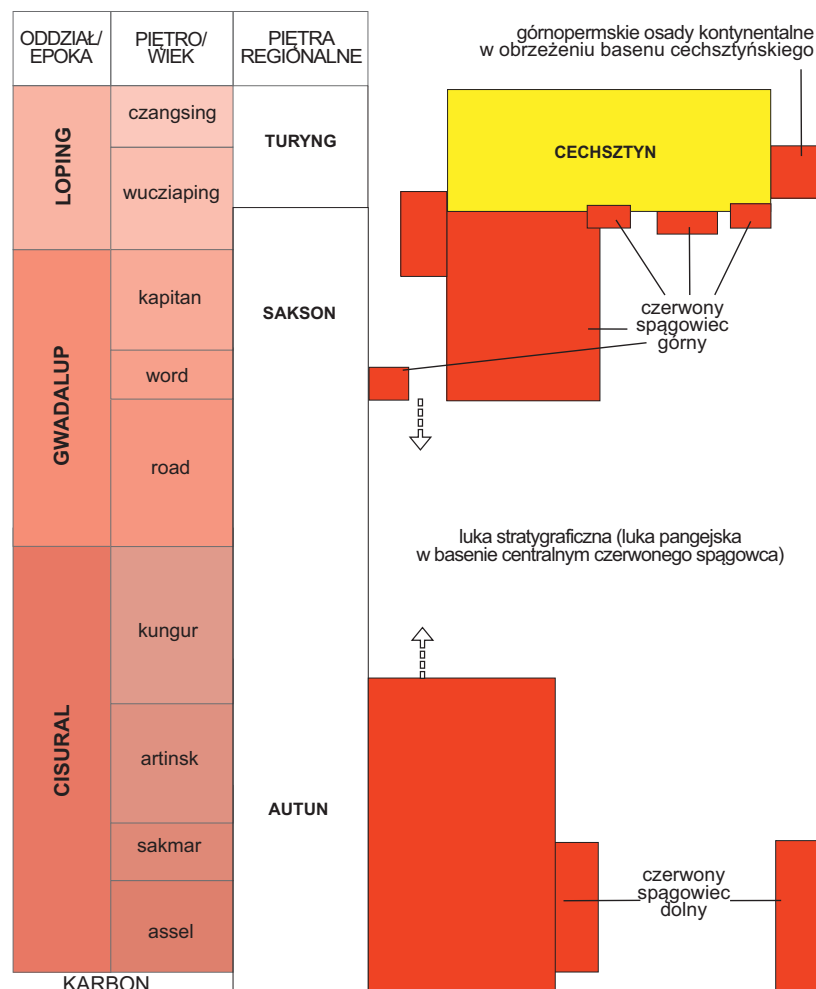 ODDZIAŁ/
EPOKA
PIĘTRO/
WIEK
PIĘTRA
REGIONALNE
górnopermskie osady kontynentalne
w obrzeżeniu basenu cechsztyńskiego
LOPING
czangsing
wucziaping
TURYNG
CECHSZTYN
GWADALUP
kapitan
word
road
SAKSON
czerwony
spągowiec
górny
luka stratygraficzna (luka pangejska
w basenie centralnym czerwonego spągowca)
CISURAL
kungur
artinsk
sakmar
assel
AUTUN
czerwony
spągowiec
dolny
KARBON